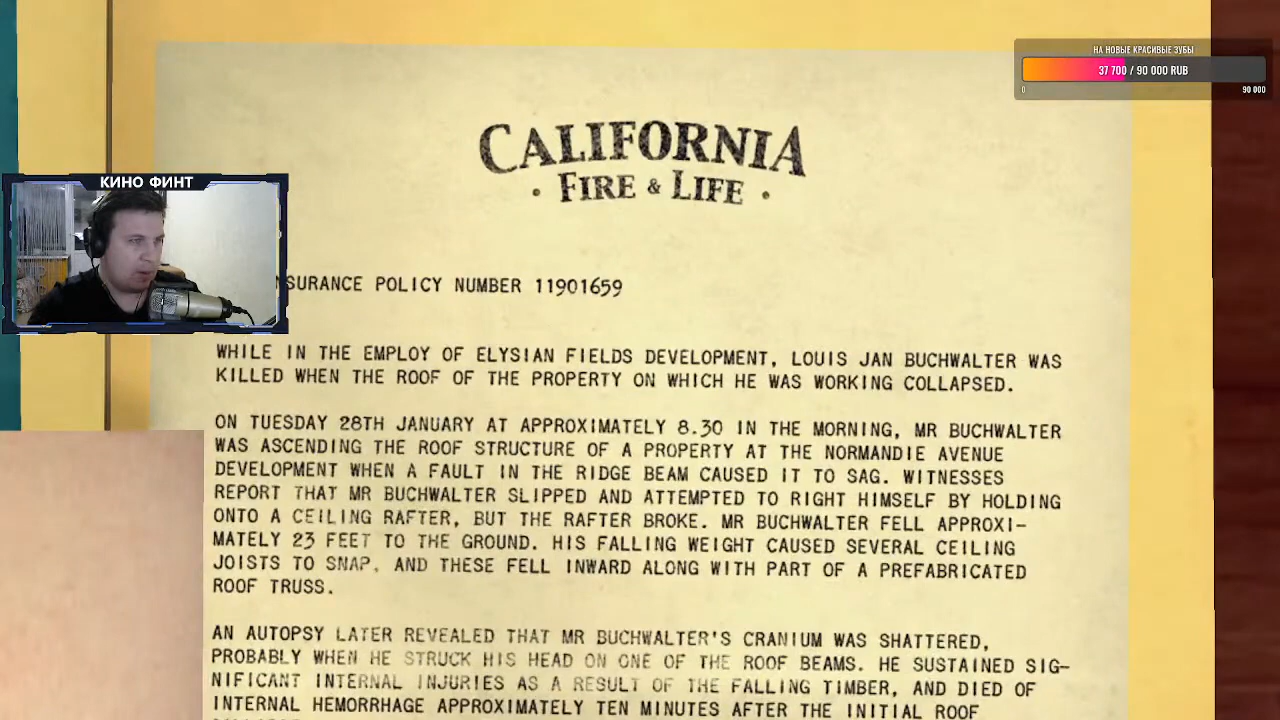 НА НОВЫЕ КРАСИВЫЕ ЗУБЫ
37 700 / 90 000 RUB
0
90 000
CALIFORNIA
· FIRE & LIFE ·
КИНО ФИНТ
POLICY NUMBER 11901659
WHILE IN THE EMPLOY OF ELYSIAN FIELDS DEVELOPMENT, LOUIS JAN BUCHWALTER WAS
KILLED WHEN THE ROOF OF THE PROPERTY ON WHICH HE WAS WORKING COLLAPSED.
ON TUESDAY 28TH JANUARY AT APPROXIMATELY 8.30 IN THE MORNING, MR BUCHWALTER
WAS ASCENDING THE ROOF STRUCTURE OF A PROPERTY AT THE NORMANDIE AVENUE
DEVELOPMENT WHEN A FAULT IN THE RIDGE BEAM CAUSED IT TO SAG. WITNESSES
REPORT THAT MR BUCHWALTER SLIPPED AND ATTEMPTED TO RIGHT HIMSELF BY HOLDING
ONTO A CEILING RAFTER, BUT THE RAFTER BROKE. MR BUCHWALTER FELL APPROXI-
MATELY 23 FEET TO THE GROUND. HIS FALLING WEIGHT CAUSED SEVERAL CEILING
JOISTS TO SNAP, AND THESE FELL INWARD ALONG WITH PART OF A PREFABRICATED
ROOF TRUSS.
AN AUTOPSY LATER REVEALED THAT MR BUCHWALTER'S CRANIUM WAS SHATTERED,
PROBABLY WHEN HE STRUCK HIS HEAD ON ONE OF THE ROOF BEAMS. HE SUSTAINED SIG-
NIFICANT INTERNAL INJURIES AS A RESULT OF THE FALLING TIMBER, AND DIED OF
INTERNAL HEMORRHAGE APPROXIMATELY TEN MINUTES AFTER THE INITIAL ROOF